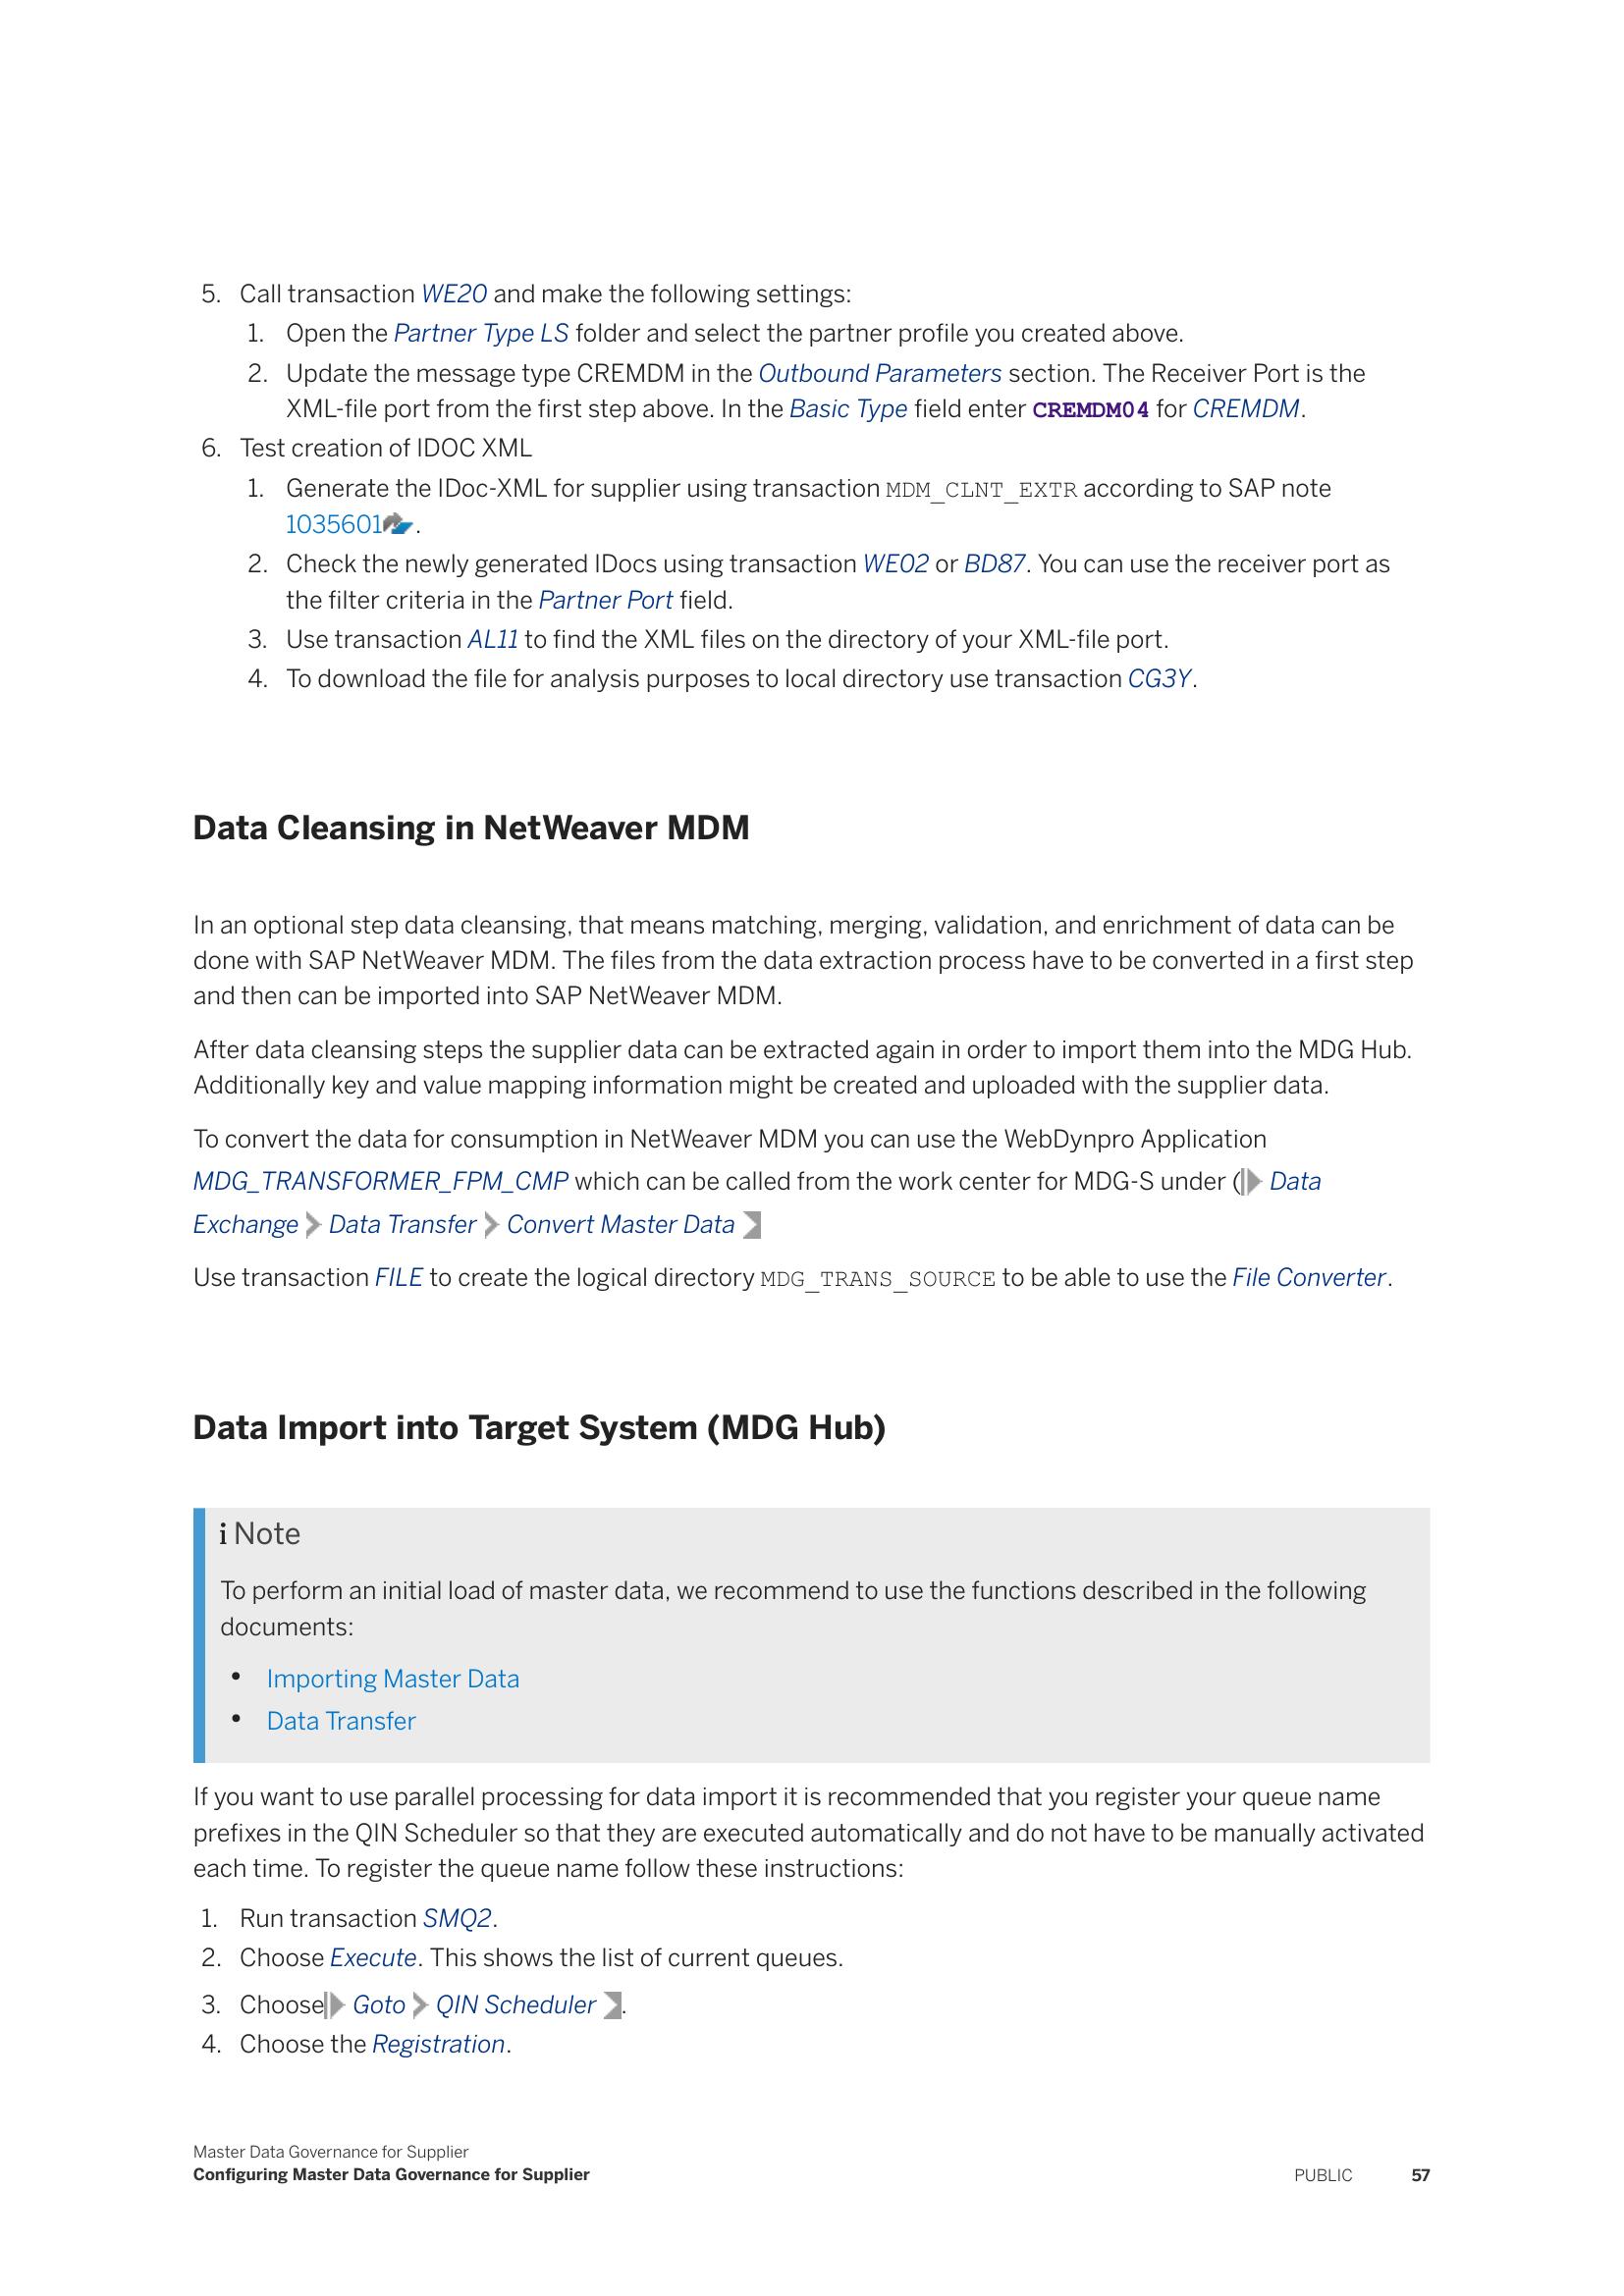 5. Call transaction WE20 and make the following settings:
1. Open the Partner Type LS folder and select the partner profile you created above.
2. Update the message type CREMDM in the Outbound Parameters section. The Receiver Port is the
XML-file port from the first step above. In the Basic Type field enter CREMDM04 for CREMDM.
6. Test creation of IDOC XML
1. Generate the IDoc-XML for supplier using transaction MDM_CLNT_EXTR according to SAP note
1035601.
2. Check the newly generated IDocs using transaction WE02 or BD87. You can use the receiver port as
the filter criteria in the Partner Port field.
3. Use transaction AL11 to find the XML files on the directory of your XML-file port.
4. To download the file for analysis purposes to local directory use transaction CG3Y.
Data Cleansing in NetWeaver MDM
In an optional step data cleansing, that means matching, merging, validation, and enrichment of data can be
done with SAP NetWeaver MDM. The files from the data extraction process have to be converted in a first step
and then can be imported into SAP NetWeaver MDM.
After data cleansing steps the supplier data can be extracted again in order to import them into the MDG Hub.
Additionally key and value mapping information might be created and uploaded with the supplier data.
To convert the data for consumption in NetWeaver MDM you can use the WebDynpro Application
MDG_TRANSFORMER_FPM_CMP which can be called from the work center for MDG-S under ( Data
Exchange Data Transfer Convert Master Data
Use transaction FILE to create the logical directory MDG_TRANS_SOURCE to be able to use the File Converter.
Data Import into Target System (MDG Hub)
i Note
To perform an initial load of master data, we recommend to use the functions described in the following
documents:
• Importing Master Data
• Data Transfer
If you want to use parallel processing for data import it is recommended that you register your queue name
prefixes in the QIN Scheduler so that they are executed automatically and do not have to be manually activated
each time. To register the queue name follow these instructions:
1. Run transaction SMQ2.
2. Choose Execute. This shows the list of current queues.
3. Choose Goto QIN Scheduler .
4. Choose the Registration.
Master Data Governance for Supplier
Configuring Master Data Governance for Supplier
PUBLIC 57